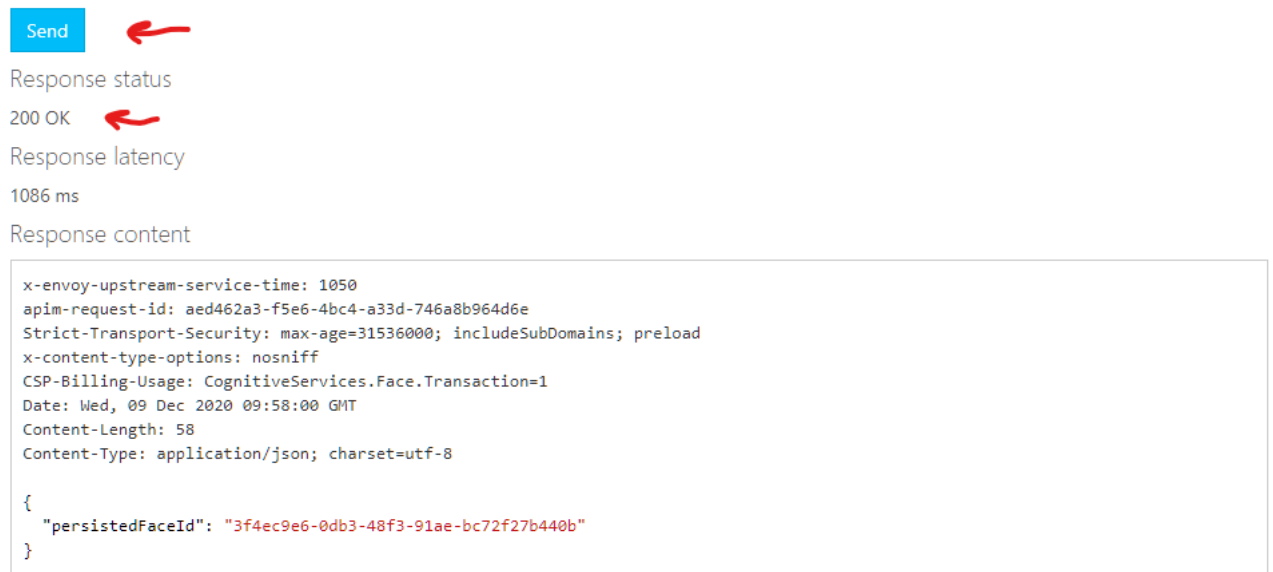 Send
Response status
200 OK
Response latency
1086 ms
Response content
x-envoy-upstream-service-time: 1050
apim-request-id: aed462a3-f5e6-4bc4-a33d-746a8b964d6e
Strict-Transport-Security: max-age=31536000; includeSubDomains; preload
x-content-type-options: nosniff
CSP-Billing-Usage: CognitiveServices.Face.Transaction=1
Date: Wed, 09 Dec 2020 09:58:00 GMT
Content-Length: 58
Content-Type: application/json; charset=utf-8
{
"persistedFaceId": "3f4ec9e6-0db3-48f3-91ae-bc72f27b440b"
}